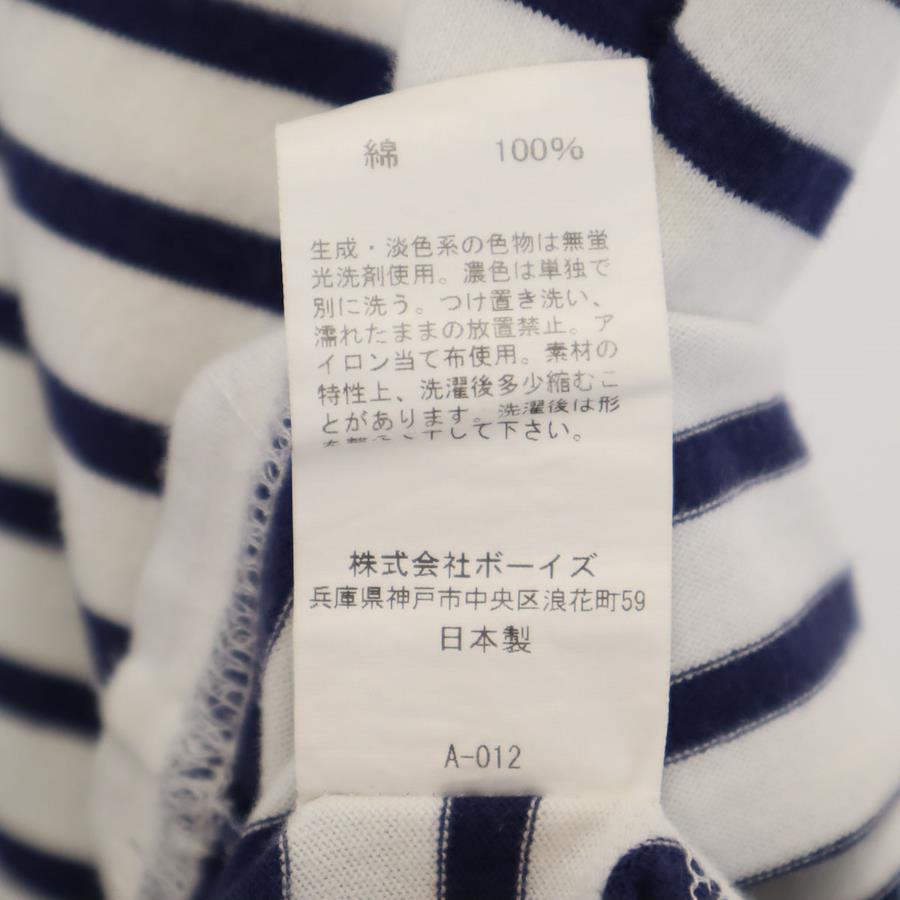 綿 100%
生成・淡色系の色物は無蛍
光洗剤使用。濃色は単独で
別に洗う。つけ置き洗い、
濡れたままの放置禁止。ア
イロン当て布使用。素材の
特性上、洗濯後多少縮むこ
とがあります。洗濯後は形
して下さい。
株式会社ボーイズ
兵庫県神戸市中央区浪花町59
日本製
A-012